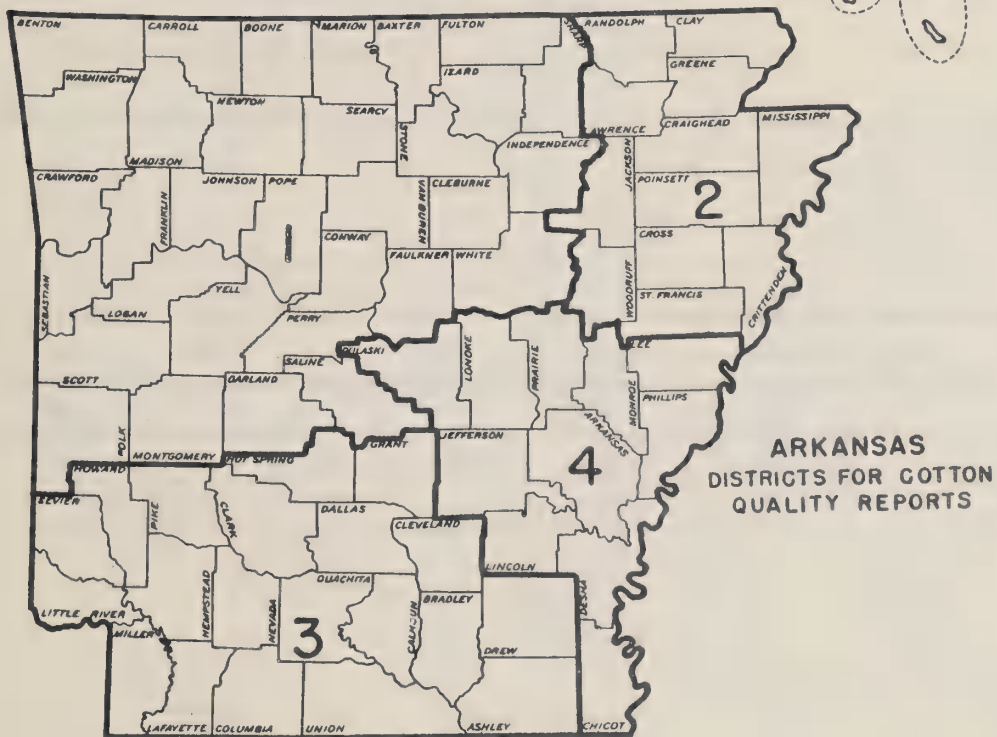 BENTON
CARROLL
BOONE
MARION
BAXTER
FULTON
SHARP
RANDOLPH
CLAY
WASHINGTON
IZARD
GREENE
NEWTON
SEARCY
STONE
INDEPENDENCE
LAWRENCE
CRAIGHEAD
MISSISSIPPI
MADISON
CRAWFORD
FRANKLIN
JOHNSON
POPE
VAN BUREN
CLEBURNE
JACKSON
POINSETT
2
CONWAY
CROSS
FAULKNER
WHITE
SEBASTIAN
LOGAN
YELL
WOODRUFF
ST. FRANCIS
CRITTENDEN
PERRY
PULASKI
SALINE
LONOKE
PRAIRIE
LEE
SCOTT
GARLAND
MONROE
PHILLIPS
POLK
MONTGOMERY
HOT SPRING
GRANT
JEFFERSON
ARKANSAS
4
ARKANSAS
DISTRICTS FOR COTTON
QUALITY REPORTS
HOWARD
SEVIER
PIKE
CLARK
DALLAS
CLEVELAND
LINCOLN
DESHA
OUACHITA
LITTLE RIVER
HEMPSTEAD
NEVADA
3
CALHOUN
BRADLEY
MILLER
DREW
LAFAYETTE
COLUMBIA
UNION
ASHLEY
CHICOT